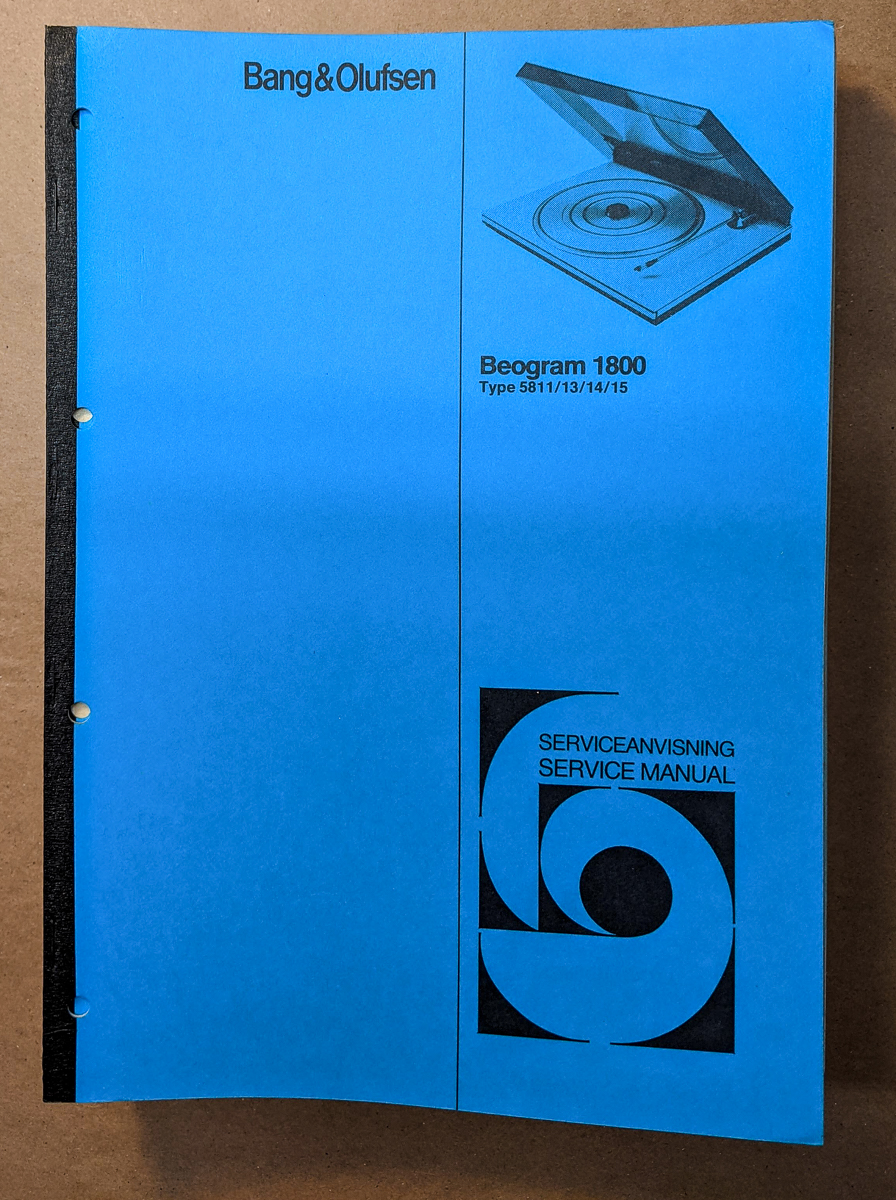 Bang&Olufsen
Beogram 1800
Type 5811/13/14/15
SERVICEANVISNING
SERVICE MANUAL